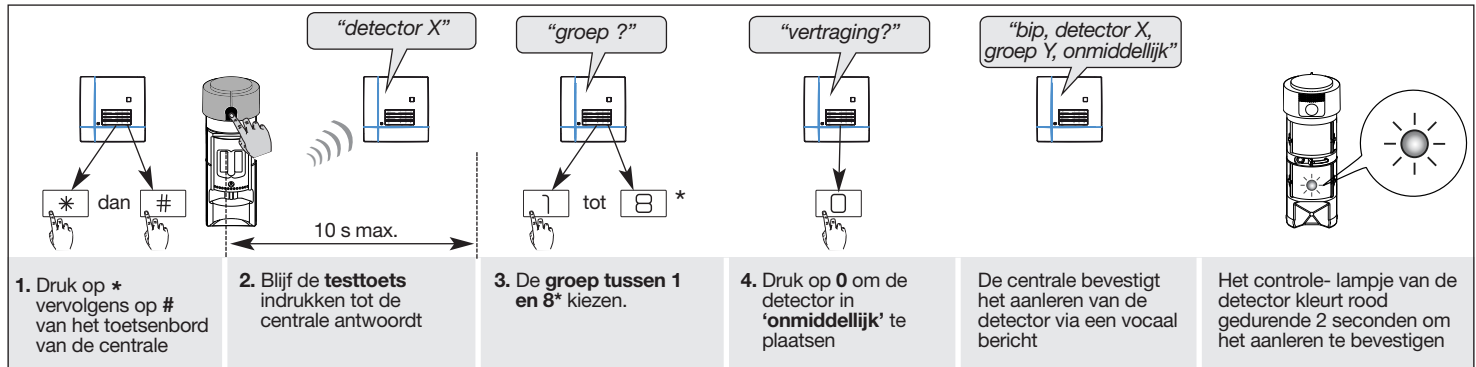 “detector X”
“groep ?”
“vertraging?”
“bip, detector X,
groep Y, onmiddellijk”
* dan #
10 s max.
1 tot 8 *
0
1. Druk op *
vervolgens op #
van het toetsenbord
van de centrale
2. Blijf de testtoets
indrukken tot de
centrale antwoordt
3. De groep tussen 1
en 8* kiezen.
4. Druk op 0 om de
detector in
‘onmiddellijk’ te
plaatsen
De centrale bevestigt
het aanleren van de
detector via een vocaal
bericht
Het controle- lampje van de
detector kleurt rood
gedurende 2 seconden om
het aanleren te bevestigen